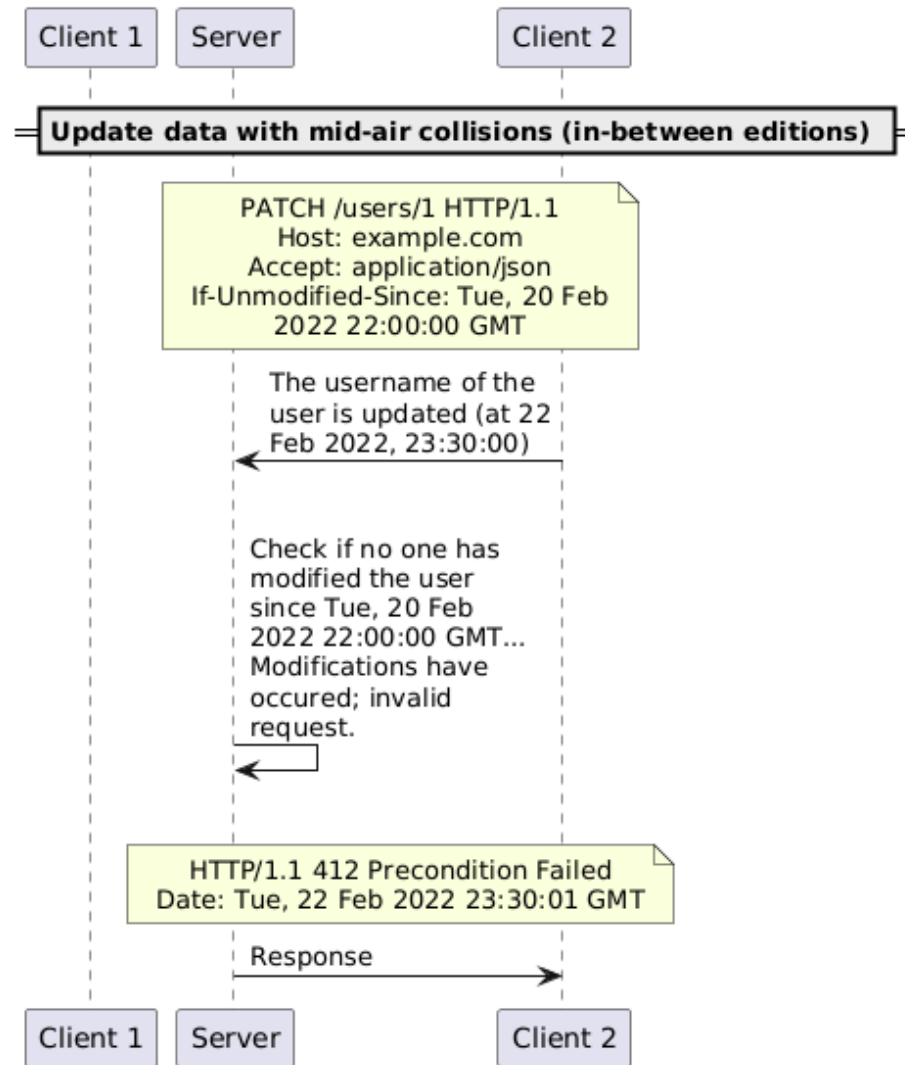 Client 1 Server Client 2
Update data with mid-air collisions (in-between editions)
PATCH /users/1 HTTP/1.1
Host: example.com
Accept: application/json
If-Unmodified-Since: Tue, 20 Feb
2022 22:00:00 GMT
The username of the
user is updated (at 22
Feb 2022, 23:30:00)
Check if no one has
modified the user
since Tue, 20 Feb
2022 22:00:00 GMT...
Modifications have
occured; invalid
request.
HTTP/1.1 412 Precondition Failed
Date: Tue, 22 Feb 2022 23:30:01 GMT
Response
Client 1 Server Client 2